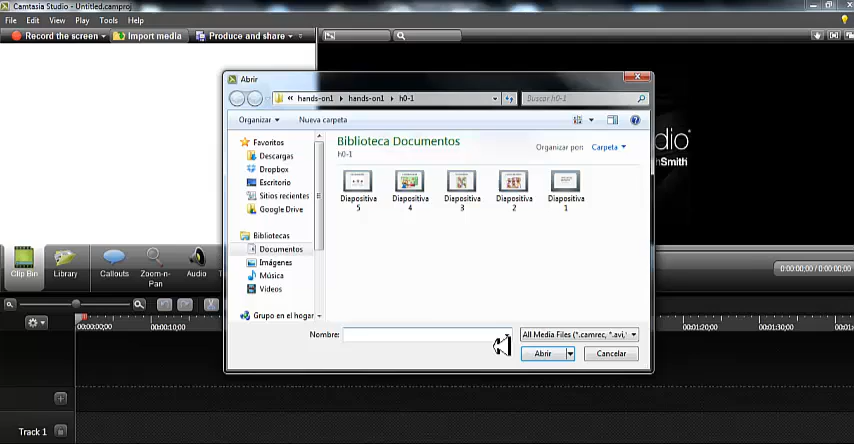 Camtasia Studio - Untitled.camproj
File Edit View Play Tools Help
Record the screen Import media Produce and share
Abrir
hands-on1 hands-on1 h0-1
Buscar h0-1
Organizar Nueva carpeta
Favoritos
Descargas
Dropbox
Escritorio
Sitios recientes
Google Drive
Bibliotecas
Documentos
Imágenes
Música
Vídeos
Grupo en el hogar
Biblioteca Documentos
h0-1
Organizar por: Carpeta
Diapositiva 5
Diapositiva 4
Diapositiva 3
Diapositiva 2
Diapositiva 1
Nombre:
All Media Files (*.camrec, *.avi,
Abrir Cancelar
Clip Bin
Library
Callouts
Zoom-n-Pan
Audio
0:00:00;00 / 0:00:00;00
00:00:00;00 00:00:10;00 00:01:20;00 00:01:30;00
Track 1